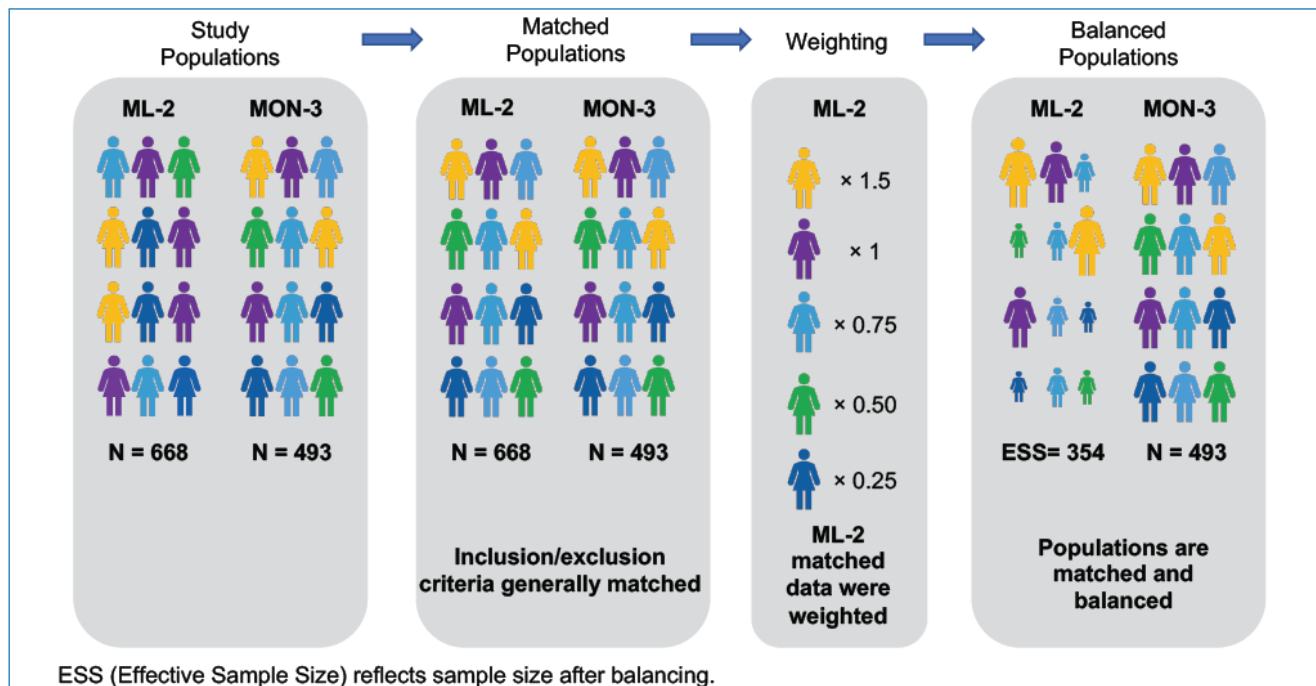 Study
Populations
Matched
Populations
Weighting
Balanced
Populations
ML-2 MON-3
N = 668 N = 493
ML-2 MON-3
N = 668 N = 493
Inclusion/exclusion
criteria generally matched
ML-2
× 1.5
× 1
× 0.75
× 0.50
× 0.25
ML-2
matched
data were
weighted
ML-2 MON-3
ESS= 354 N = 493
Populations are
matched and
balanced
ESS (Effective Sample Size) reflects sample size after balancing.